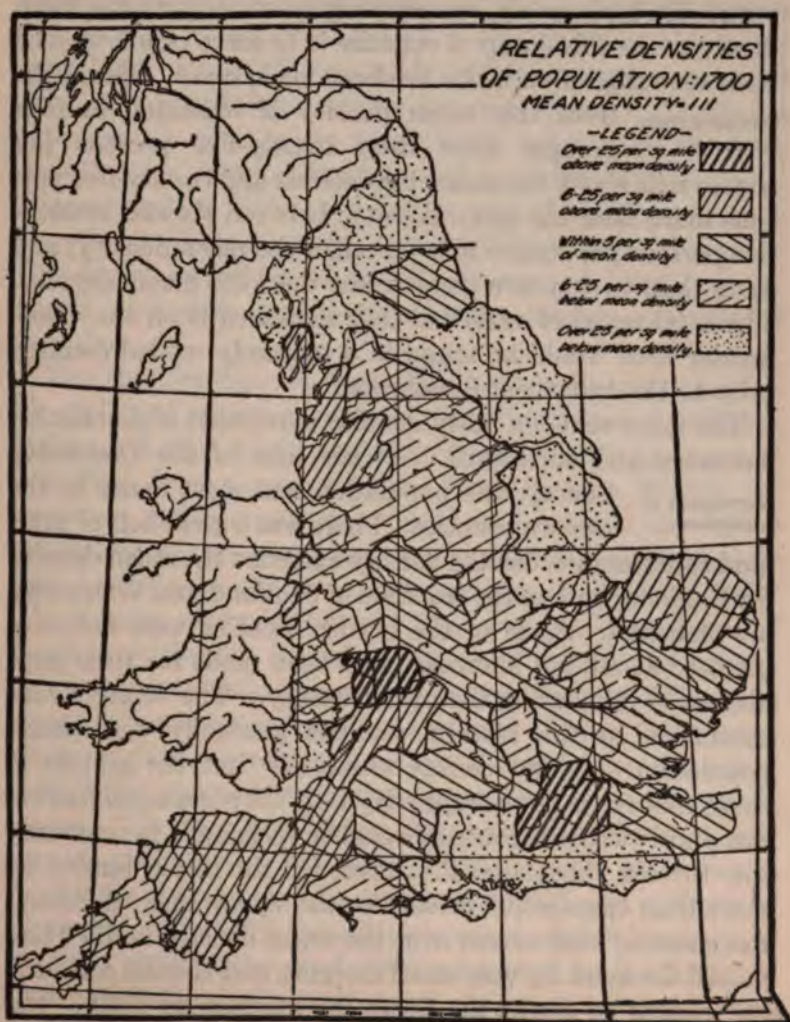 RELATIVE DENSITIES
OF POPULATION:1700
MEAN DENSITY=111
—LEGEND—
Over 25 per sq mile
above mean density
6-25 per sq mile
above mean density
Within 5 per sq mile
of mean density
6-25 per sq mile
below mean density
Over 25 per sq mile
below mean density